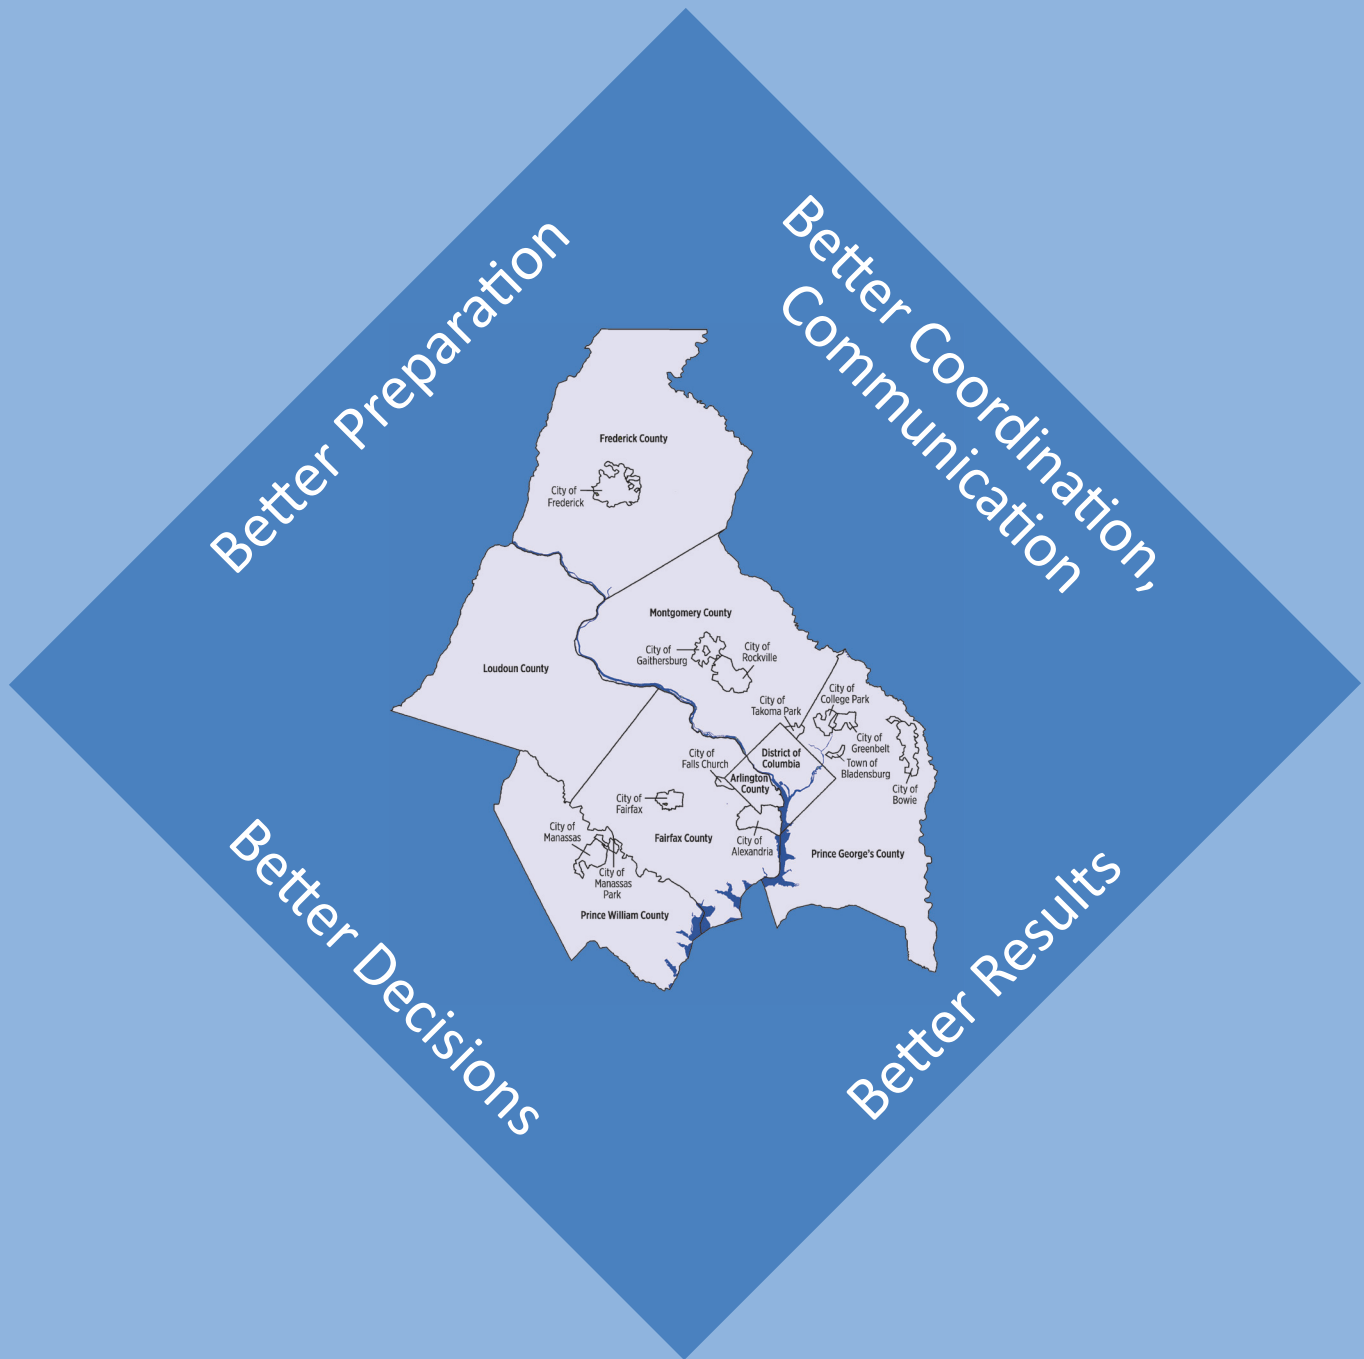 Better Preparation
Better Coordination,
Communication
Frederick County
City of
Frederick
Montgomery County
City of
Gaithersburg
City of
Rockville
Loudoun County
City of
Takoma Park
City of
College Park
City of
Greenbelt
Town of
Bladensburg
City of
Bowie
District of
Columbia
City of
Falls Church
Arlington
County
City of
Fairfax
City of
Manassas
Fairfax County
City of
Alexandria
Prince George's County
City of
Manassas
Park
Prince William County
Better Decisions
Better Results